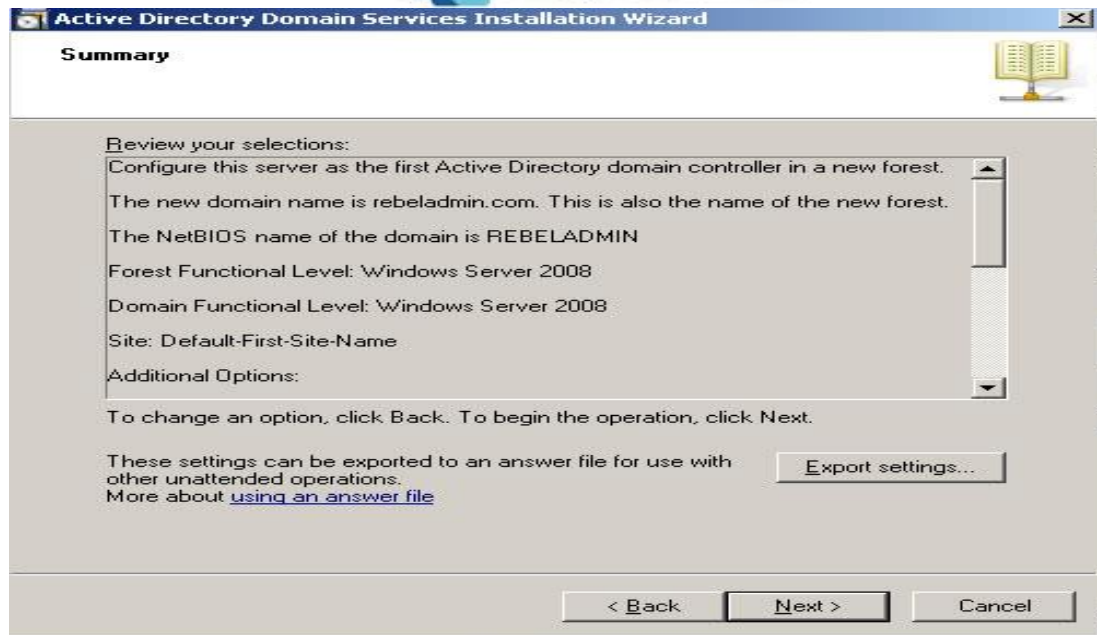 Active Directory Domain Services Installation Wizard
Summary
Review your selections:
Configure this server as the first Active Directory domain controller in a new forest.
The new domain name is rebeladmin.com. This is also the name of the new forest.
The NetBIOS name of the domain is REBELADMIN
Forest Functional Level: Windows Server 2008
Domain Functional Level: Windows Server 2008
Site: Default-First-Site-Name
Additional Options:
To change an option, click Back. To begin the operation, click Next.
These settings can be exported to an answer file for use with
other unattended operations.
More about using an answer file
Export settings...
< Back
Next >
Cancel